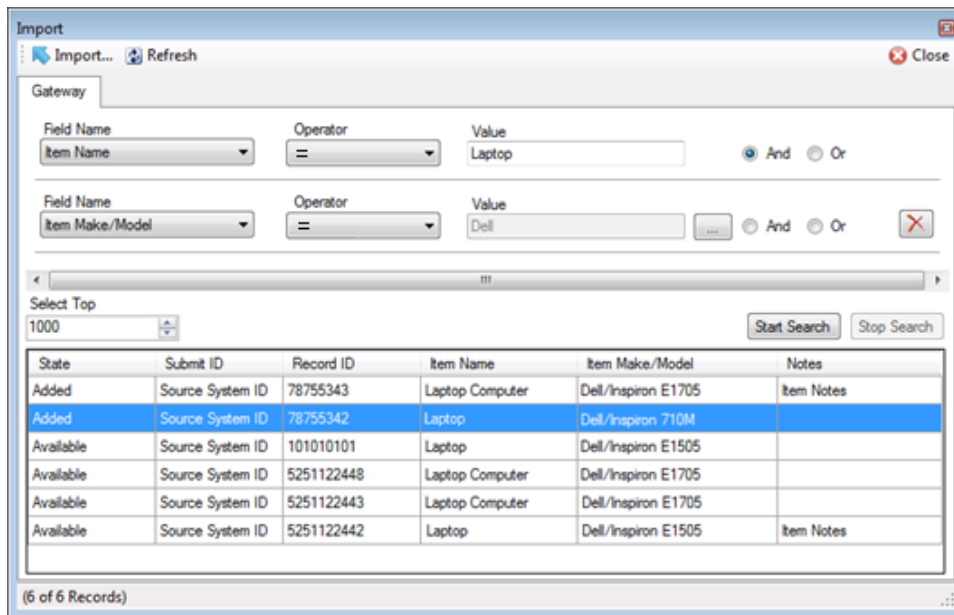 Import
Import... Refresh Close
Gateway
Field Name Operator Value
Item Name = Laptop And Or
Field Name Operator Value
Item Make/Model = Dell ... And Or
Select Top
1000 Start Search Stop Search
State Submit ID Record ID Item Name Item Make/Model Notes
Added Source System ID 78755343 Laptop Computer Dell/Inspiron E1705 Item Notes
Added Source System ID 78755342 Laptop Dell/Inspiron 710M
Available Source System ID 101010101 Laptop Dell/Inspiron E1505
Available Source System ID 5251122448 Laptop Computer Dell/Inspiron E1705
Available Source System ID 5251122443 Laptop Computer Dell/Inspiron E1705
Available Source System ID 5251122442 Laptop Dell/Inspiron E1505 Item Notes
(6 of 6 Records)